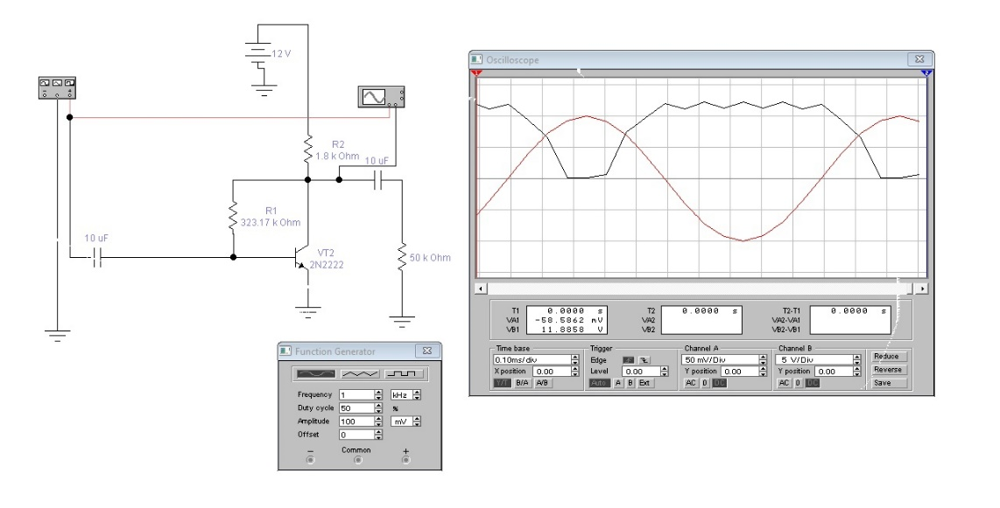 12 V
R2
1.8 k Ohm
10 uF
R1
323.17 k Ohm
10 uF
VT2
2N2222
50 k Ohm
Function Generator
Frequency 1 kHz
Duty cycle 50 %
Amplitude 100 mV
Offset 0
− Common +
Oscilloscope
1 2
T1 0.0000 s T2 0.0000 s T2-T1 0.0000 s
VA1 -58.5862 mV VA2 VA2-VA1
VB1 11.8858 V VB2 VB2-VB1
Time base Trigger Channel A Channel B
0.10ms/div Edge 50 mV/Div 5 V/Div Reduce
X position 0.00 Level 0.00 Y position 0.00 Y position 0.00 Reverse
Y/T B/A A/B Auto A B Ext AC 0 DC AC 0 DC Save